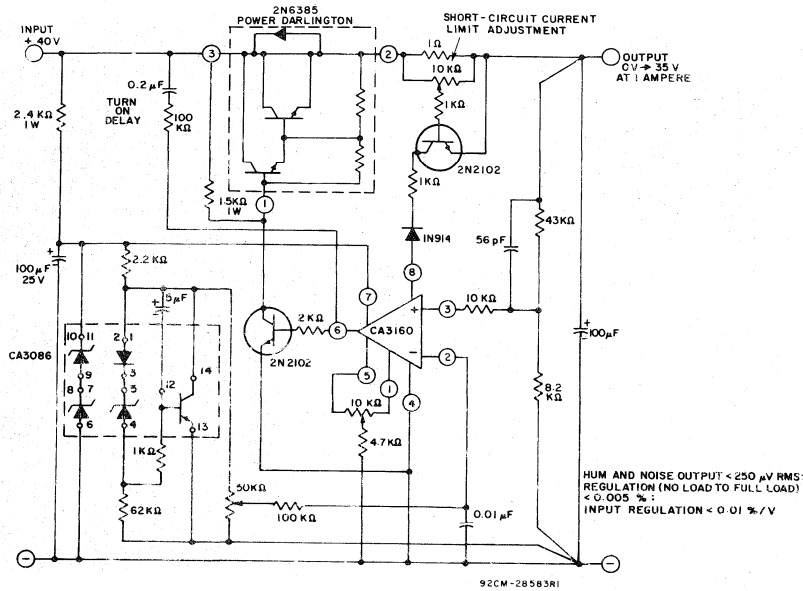 2N6385
POWER DARLINGTON
SHORT-CIRCUIT CURRENT
LIMIT ADJUSTMENT
INPUT
+ 40V
3
2
1Ω
OUTPUT
0V → 35 V
AT 1 AMPERE
10 KΩ
0.2 µF
TURN
ON
DELAY
100
KΩ
2.4 KΩ
1W
1KΩ
2N2102
1KΩ
1.5KΩ
1W
1
43KΩ
56 pF
1N914
2.2KΩ
+
100µF
25 V
+
5µF
7
8
+
3
10 KΩ
+
100µF
CA3086
10 11
2 1
14
2KΩ
6
CA3160
2N2102
−
2
9
3
8 7
5
12
5
1
4
8.2
KΩ
10 KΩ
6
4
13
1KΩ
4.7KΩ
50KΩ
62KΩ
100 KΩ
0.01 µF
HUM AND NOISE OUTPUT < 250 µV RMS:
REGULATION (NO LOAD TO FULL LOAD)
< 0.005 % :
INPUT REGULATION < 0.01 %/V
−
−
92CM-28583R1